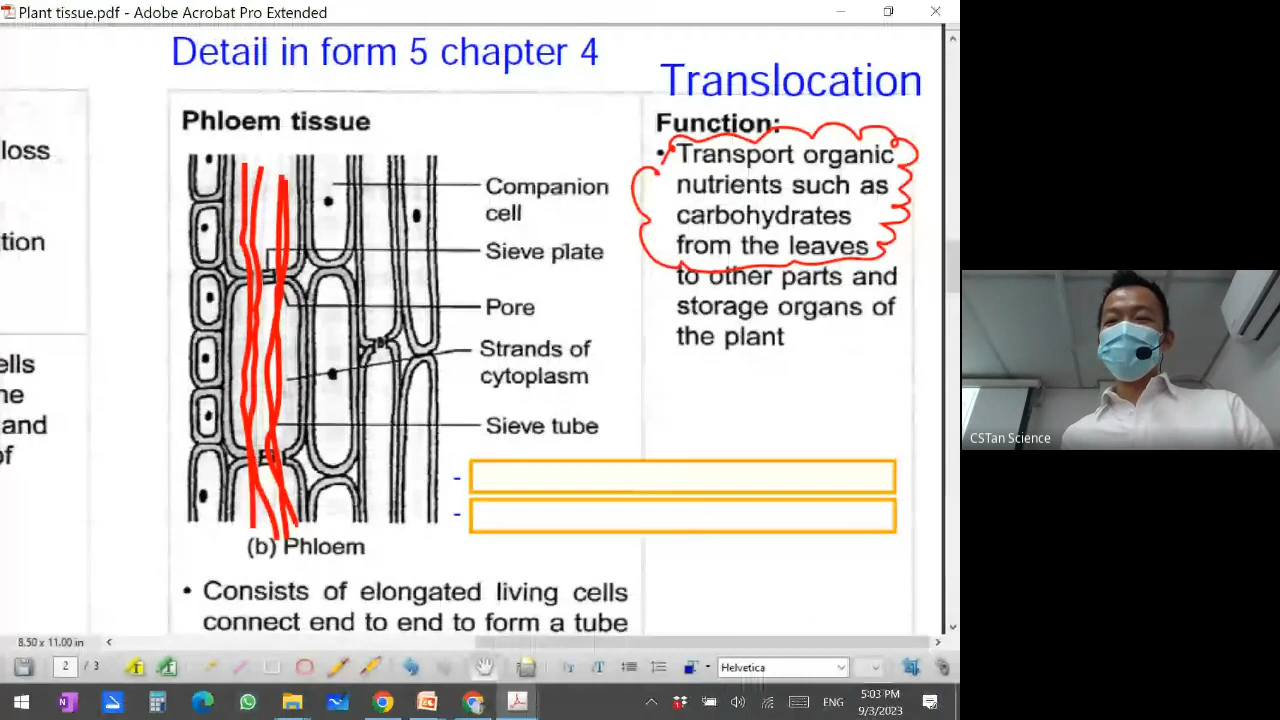 Plant tissue.pdf - Adobe Acrobat Pro Extended
Detail in form 5 chapter 4
Translocation
loss
tion
ells
ne
and
of
Phloem tissue
Companion
cell
Sieve plate
Pore
Strands of
cytoplasm
Sieve tube
-
-
(b) Phloem
• Consists of elongated living cells
connect end to end to form a tube
Function:
• Transport organic
nutrients such as
carbohydrates
from the leaves
to other parts and
storage organs of
the plant
CSTan Science
8.50 x 11.00 in
2 / 3
Helvetica
ENG
5:03 PM
9/3/2023